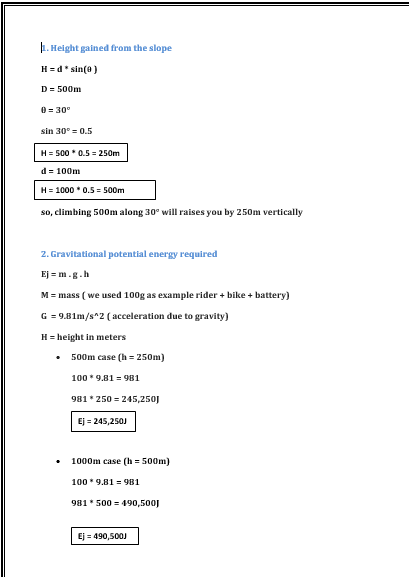 1. Height gained from the slope
H = d * sin(θ )
D = 500m
θ = 30°
sin 30° = 0.5
H = 500 * 0.5 = 250m
d = 100m
H = 1000 * 0.5 = 500m
so, climbing 500m along 30° will raises you by 250m vertically
2. Gravitational potential energy required
Ej = m . g . h
M = mass ( we used 100g as example rider + bike + battery)
G  = 9.81m/s^2 ( acceleration due to gravity)
H = height in meters
• 500m case (h = 250m)
100 * 9.81 = 981
981 * 250 = 245,250J
Ej = 245,250J
• 1000m case (h = 500m)
100 * 9.81 = 981
981 * 500 = 490,500J
Ej = 490,500J